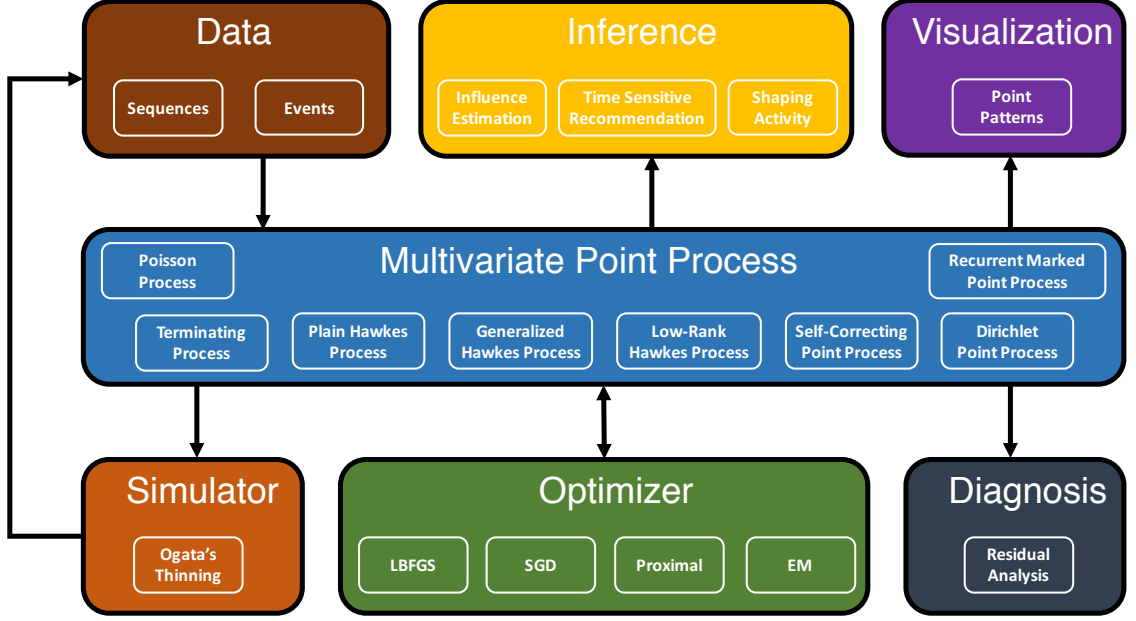 Data
Sequences
Events
Inference
Influence
Estimation
Time Sensitive
Recommendation
Shaping
Activity
Visualization
Point
Patterns
Multivariate Point Process
Poisson
Process
Recurrent Marked
Point Process
Terminating
Process
Plain Hawkes
Process
Generalized
Hawkes Process
Low-Rank
Hawkes Process
Self-Correcting
Point Process
Dirichlet
Point Process
Simulator
Ogata's
Thinning
Optimizer
LBFGS
SGD
Proximal
EM
Diagnosis
Residual
Analysis